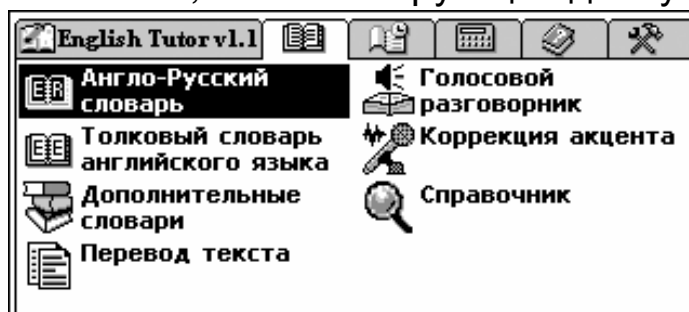 English Tutor v1.1
Англо-Русский
словарь
Толковый словарь
английского языка
Дополнительные
словари
Перевод текста
Голосовой
разговорник
Коррекция акцента
Справочник